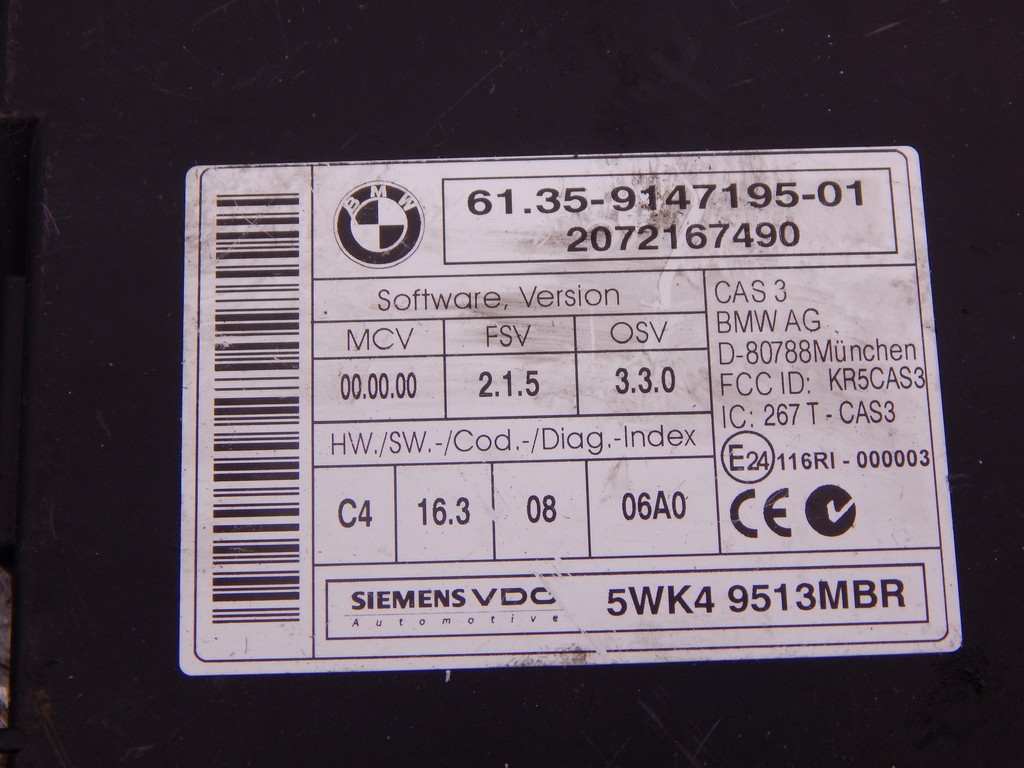 BMW
61.35-9147195-01
2072167490
Software, Version
MCV FSV OSV
00.00.00 2.1.5 3.3.0
HW./SW.-/Cod.-/Diag.-Index
C4 16.3 08 06A0
CAS 3
BMW AG
D-80788München
FCC ID: KR5CAS3
IC: 267 T - CAS3
E24 116RI - 000003
CE
SIEMENS VDO
Automotive
5WK4 9513MBR